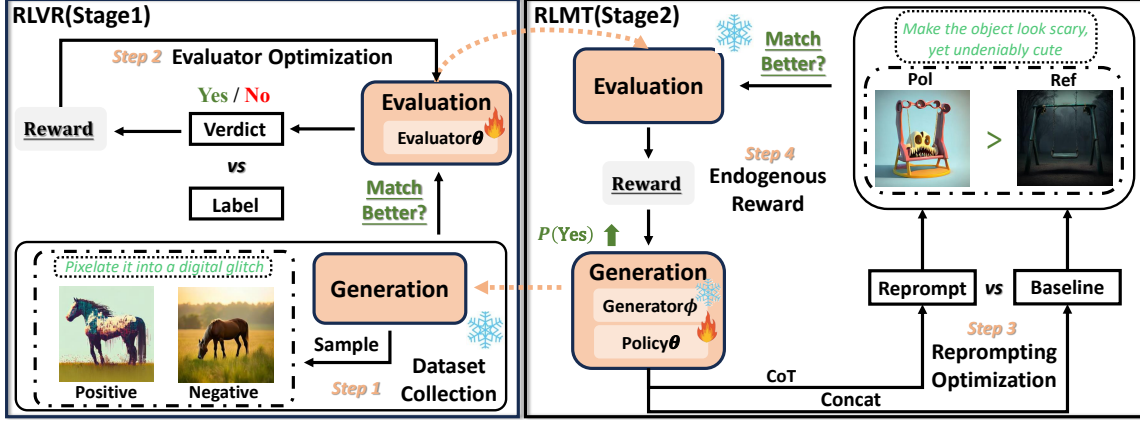 RLVR(Stage1)
Step 2 Evaluator Optimization
Yes / No
Reward
Verdict
vs
Label
Evaluation
Evaluatorθ
Match
Better?
Pixelate it into a digital glitch
Positive
Negative
Generation
Sample
Step 1
Dataset
Collection
RLMT(Stage2)
Evaluation
Match
Better?
Make the object look scary,
yet undeniably cute
Pol
Ref
>
Reward
Step 4
Endogenous
Reward
P(Yes)
Generation
Generatorϕ
Policyθ
Reprompt
vs
Baseline
Step 3
Reprompting
Optimization
CoT
Concat